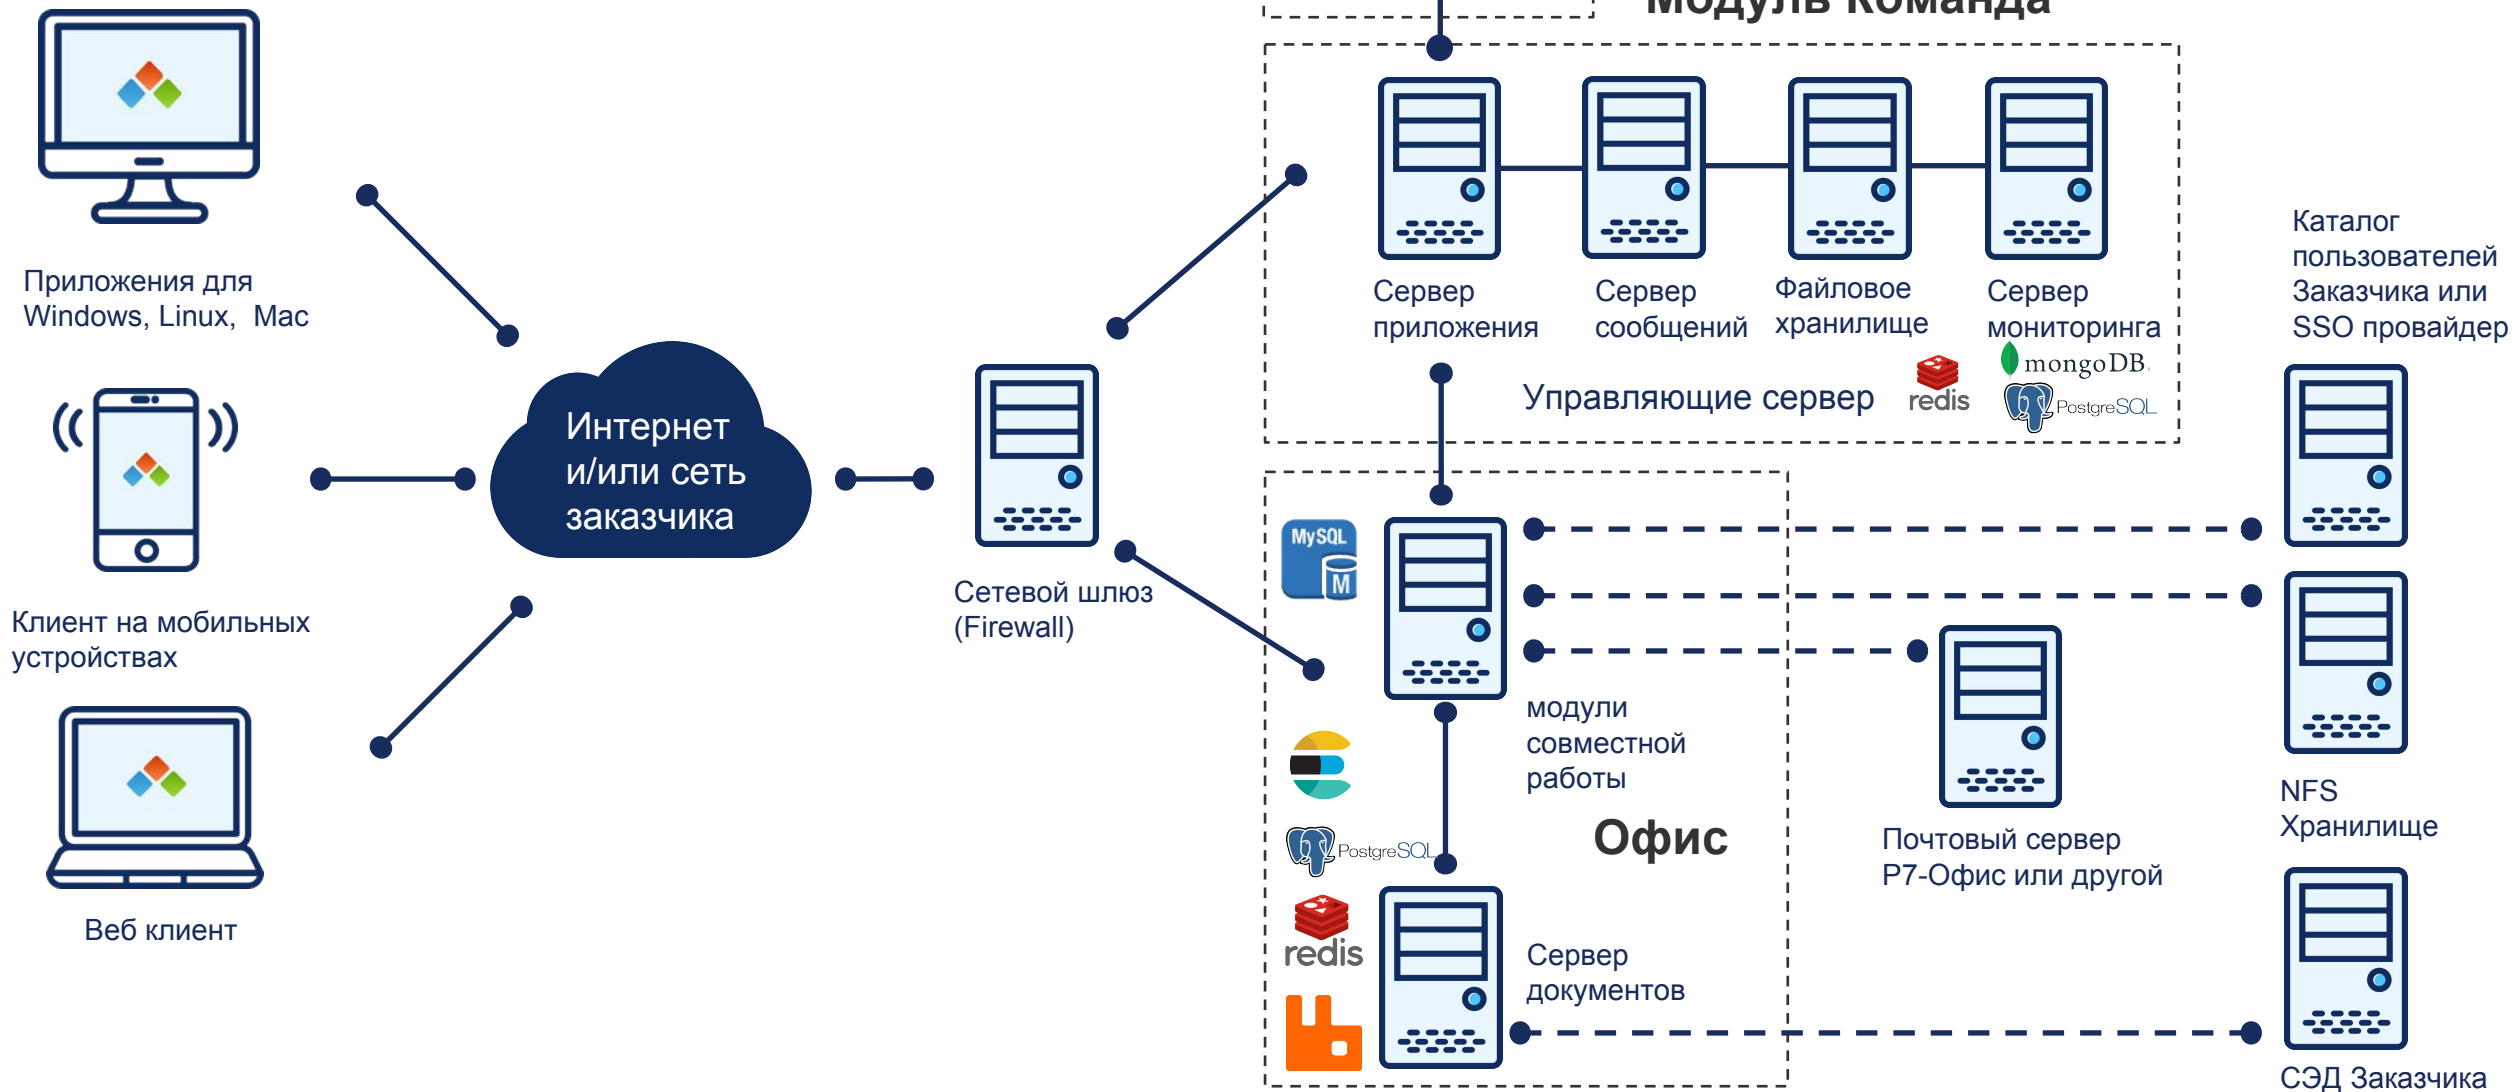 Модуль Команда
Приложения для
Windows, Linux, Mac
Клиент на мобильных
устройствах
Веб клиент
Интернет
и/или сеть
заказчика
Сетевой шлюз
(Firewall)
Сервер
приложения
Сервер
сообщений
Файловое
хранилище
Сервер
мониторинга
Управляющие сервер
redis
mongoDB
PostgreSQL
MySQL
M
модули
совместной
работы
Офис
PostgreSQL
redis
Сервер
документов
Почтовый сервер
Р7-Офис или другой
Каталог
пользователей
Заказчика или
SSO провайдер
NFS
Хранилище
СЭД Заказчика